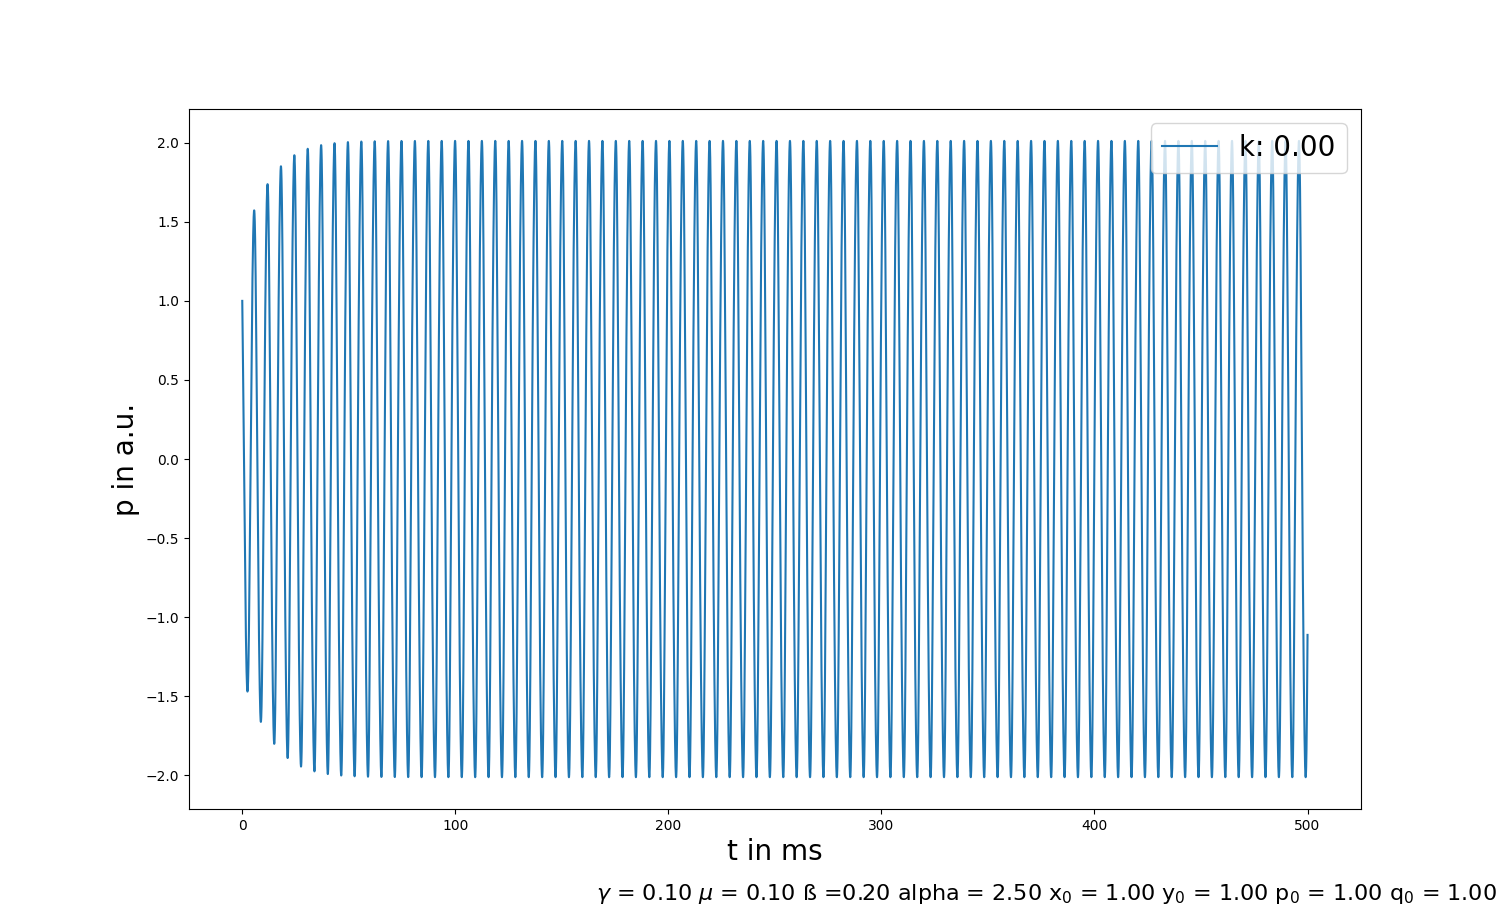 k: 0.00
2.0
1.5
1.0
0.5
0.0
−0.5
−1.0
−1.5
−2.0
p in a.u.
0 100 200 300 400 500
t in ms
γ = 0.10 μ = 0.10 ß =0.20 alpha = 2.50 x₀ = 1.00 y₀ = 1.00 p₀ = 1.00 q₀ = 1.00